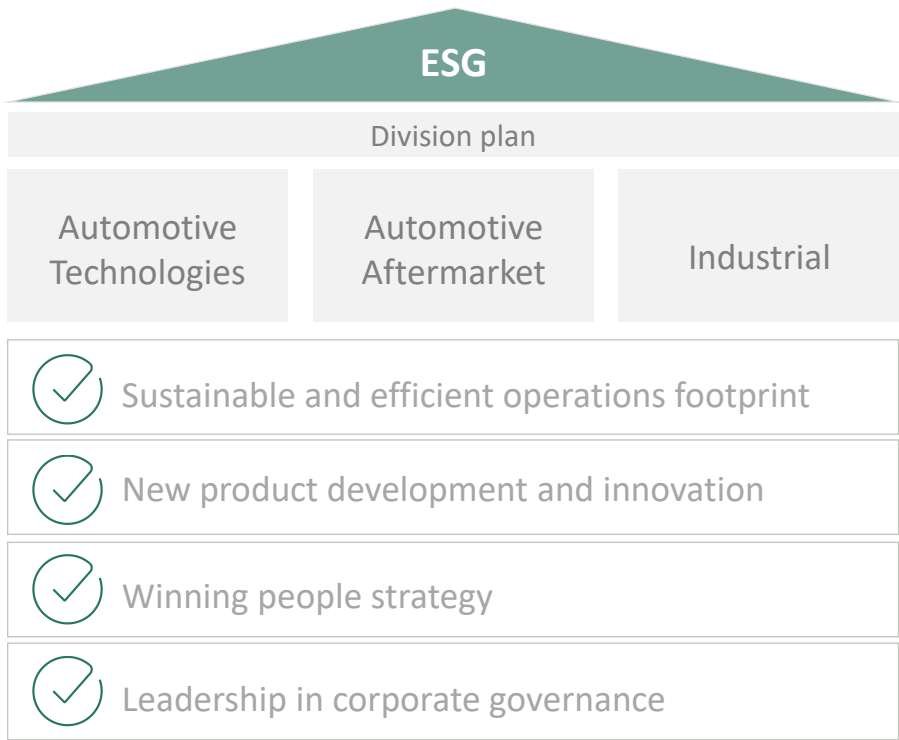 ESG
Division plan
Automotive
Technologies
Automotive
Aftermarket
Industrial
Sustainable and efficient operations footprint
New product development and innovation
Winning people strategy
Leadership in corporate governance